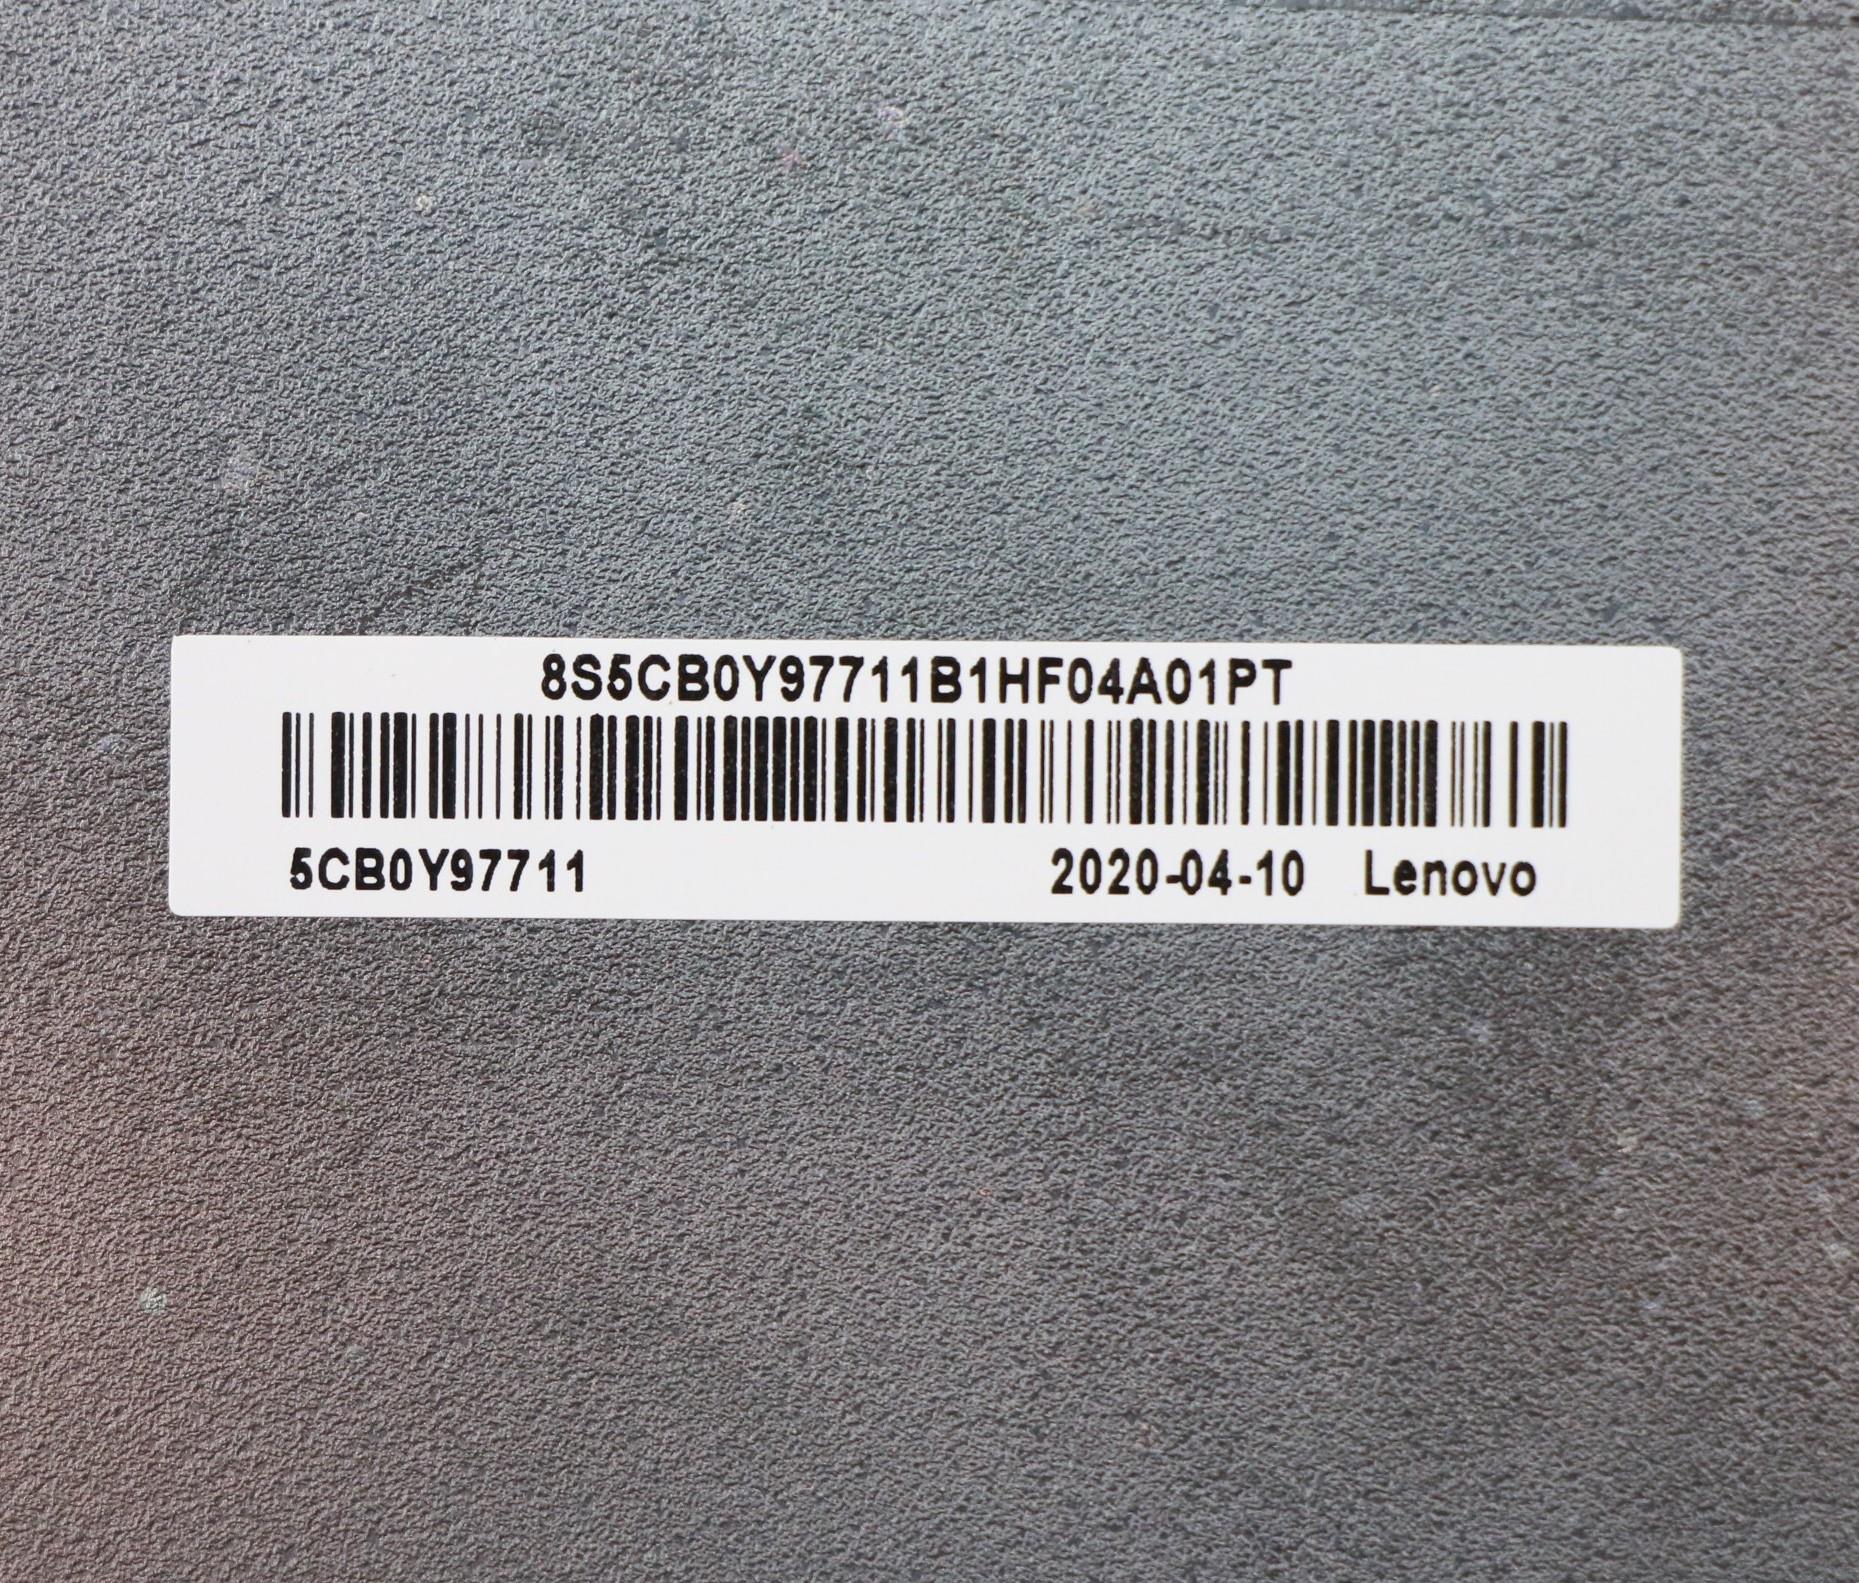 8S5CB0Y97711B1HF04A01PT
5CB0Y97711 2020-04-10 Lenovo